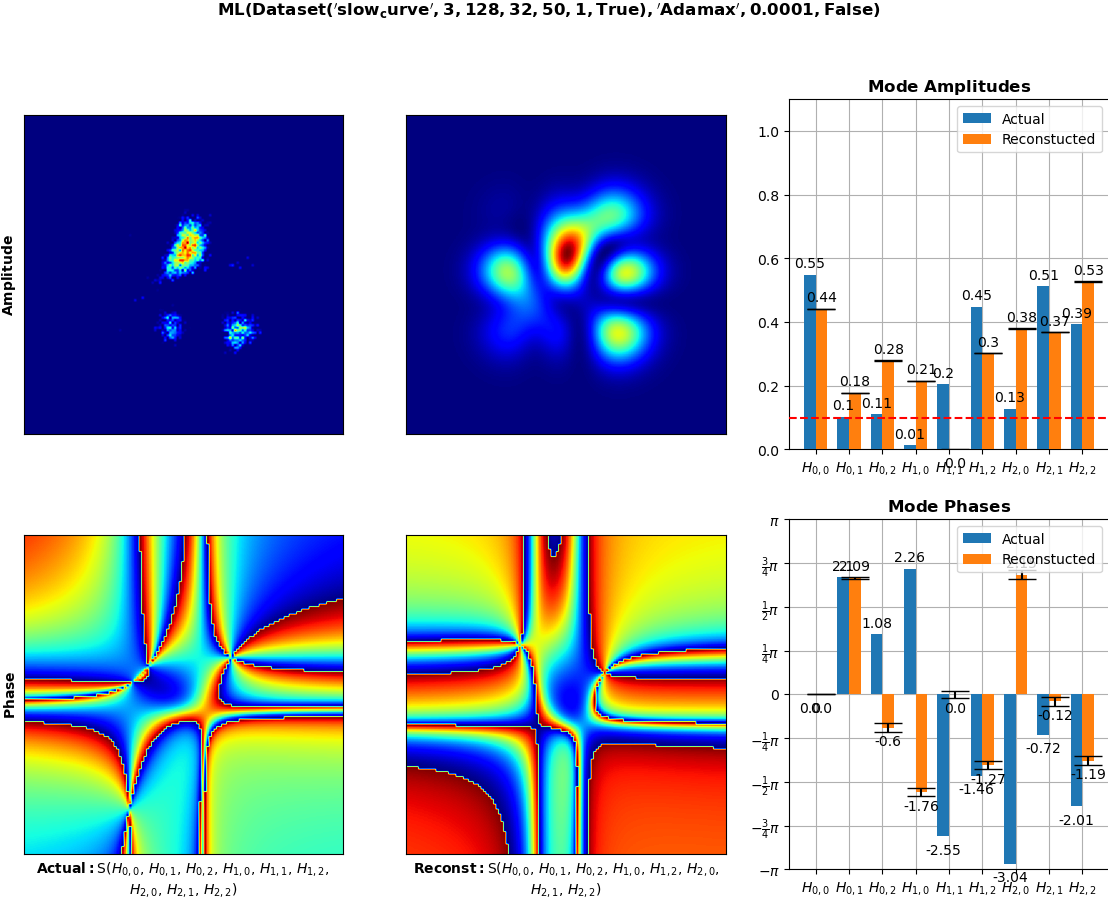 ML(Dataset('slow_curve', 3, 128, 32, 50, 1, True), 'Adamax', 0.0001, False)
Amplitude
Mode Amplitudes
Actual
Reconstucted
1.0
0.8
0.6
0.4
0.2
0.0
0.55
0.44
0.1
0.18
0.11
0.28
0.01
0.21
0.2
0.0
0.45
0.3
0.13
0.38
0.51
0.37
0.39
0.53
H0,0 H0,1 H0,2 H1,0 H1,1 H1,2 H2,0 H2,1 H2,2
Phase
Mode Phases
Actual
Reconstucted
π
3/4π
1/2π
1/4π
0
−1/4π
−1/2π
−3/4π
−π
0.0
0.0
2.1
2.09
1.08
-0.6
2.26
-1.76
-2.55
0.0
-1.46
-1.27
-3.04
-0.72
-0.12
-2.01
-1.19
H0,0 H0,1 H0,2 H1,0 H1,1 H1,2 H2,0 H2,1 H2,2
Actual: S(H0,0, H0,1, H0,2, H1,0, H1,1, H1,2,
H2,0, H2,1, H2,2)
Reconst: S(H0,0, H0,1, H0,2, H1,0, H1,2, H2,0,
H2,1, H2,2)